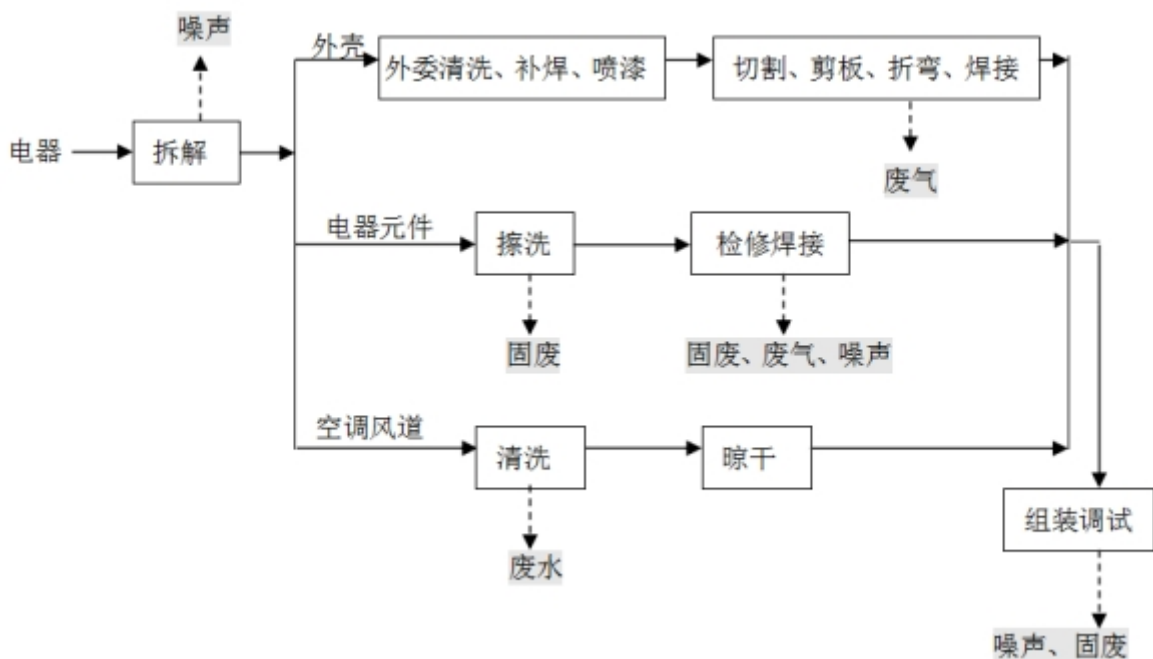 噪声
外壳
外委清洗、补焊、喷漆
切割、剪板、折弯、焊接
电器
拆解
废气
电器元件
擦洗
检修焊接
固废
固废、废气、噪声
空调风道
清洗
晾干
组装调试
废水
噪声、固废